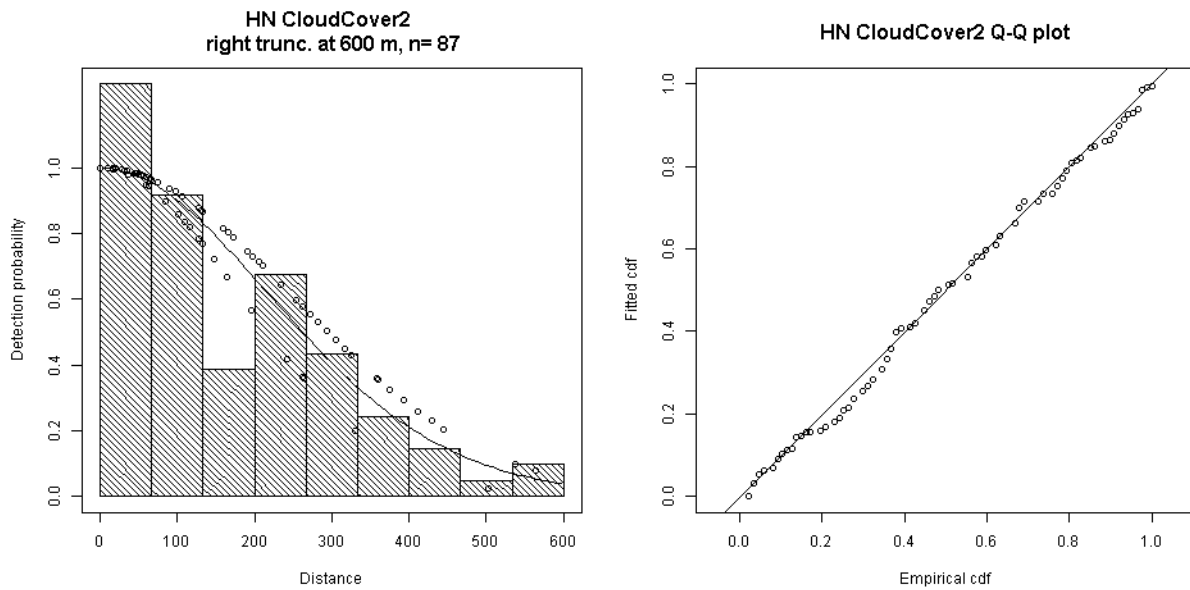 HN CloudCover2
right trunc. at 600 m, n= 87
Detection probability
1.0
0.8
0.6
0.4
0.2
0.0
0 100 200 300 400 500 600
Distance
HN CloudCover2 Q-Q plot
Fitted cdf
1.0
0.8
0.6
0.4
0.2
0.0
0.0 0.2 0.4 0.6 0.8 1.0
Empirical cdf